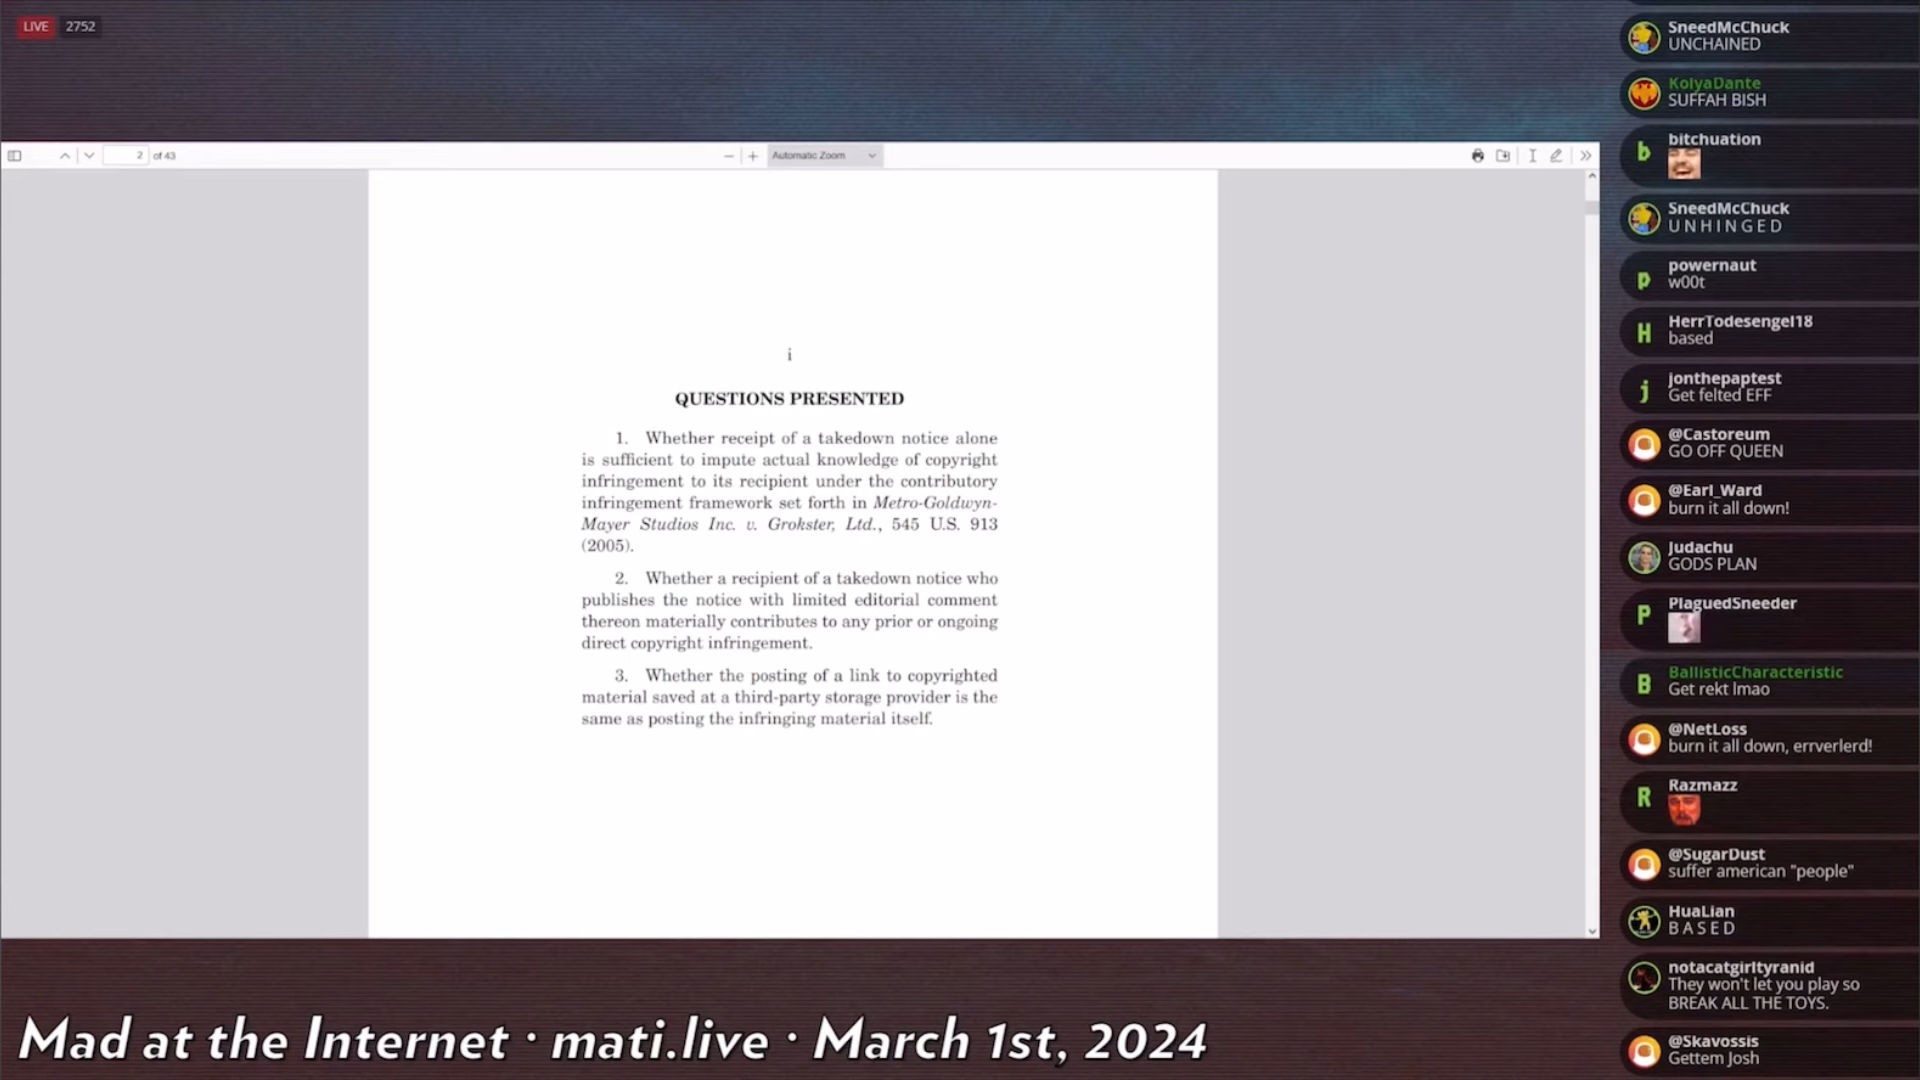 LIVE 2752
2 of 43
Automatic Zoom
i
QUESTIONS PRESENTED
1. Whether receipt of a takedown notice alone
is sufficient to impute actual knowledge of copyright
infringement to its recipient under the contributory
infringement framework set forth in Metro-Goldwyn-
Mayer Studios Inc. v. Grokster, Ltd., 545 U.S. 913
(2005).
2. Whether a recipient of a takedown notice who
publishes the notice with limited editorial comment
thereon materially contributes to any prior or ongoing
direct copyright infringement.
3. Whether the posting of a link to copyrighted
material saved at a third-party storage provider is the
same as posting the infringing material itself.
SneedMcChuck
UNCHAINED
KolyaDante
SUFFAH BISH
b
bitchuation
SneedMcChuck
U N H I N G E D
p
powernaut
w00t
H
HerrTodesengel18
based
j
jonthepaptest
Get felted EFF
@Castoreum
GO OFF QUEEN
@Earl_Ward
burn it all down!
Judachu
GODS PLAN
P
PlaguedSneeder
B
BallisticCharacteristic
Get rekt lmao
@NetLoss
burn it all down, errverlerd!
R
Razmazz
@SugarDust
suffer american "people"
HuaLian
B A S E D
notacatgirltyranid
They won't let you play so
BREAK ALL THE TOYS.
@Skavossis
Gettem Josh
Mad at the Internet · mati.live · March 1st, 2024